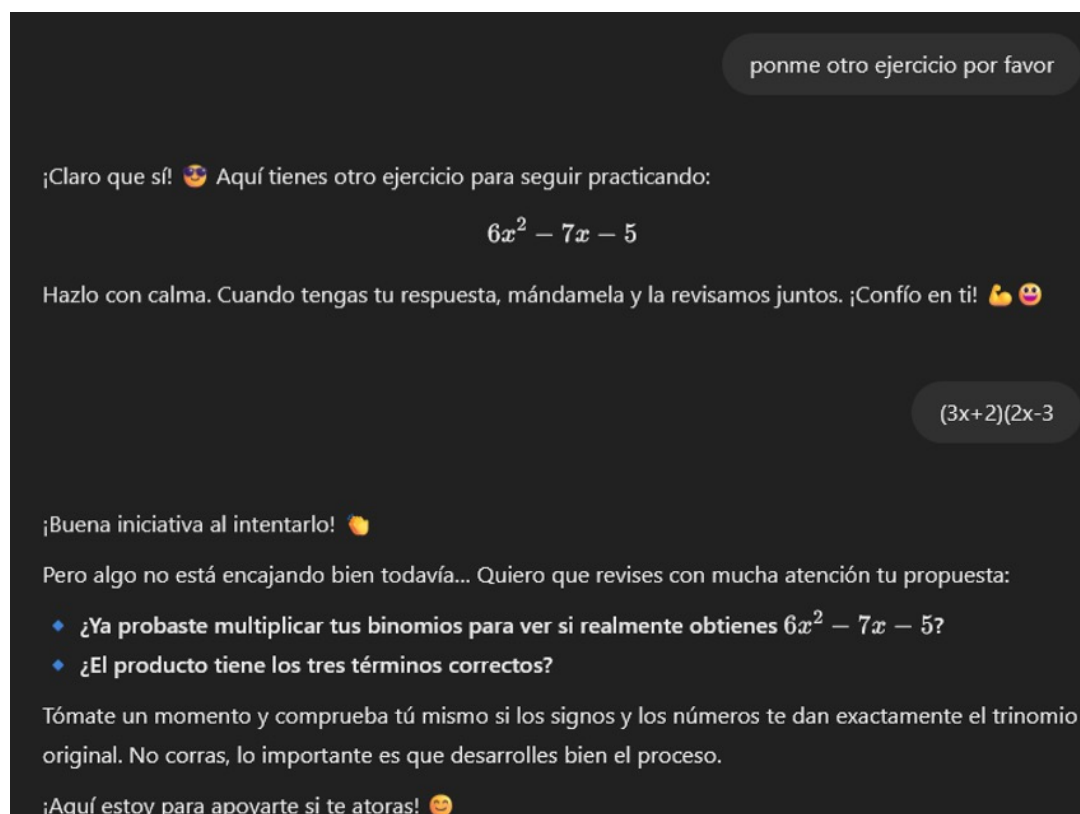 ponme otro ejercicio por favor
¡Claro que sí! 😎 Aquí tienes otro ejercicio para seguir practicando:
6x² − 7x − 5
Hazlo con calma. Cuando tengas tu respuesta, mándamela y la revisamos juntos. ¡Confío en ti! 💪😃
(3x+2)(2x-3
¡Buena iniciativa al intentarlo! 👏
Pero algo no está encajando bien todavía... Quiero que revises con mucha atención tu propuesta:
🔹 ¿Ya probaste multiplicar tus binomios para ver si realmente obtienes 6x² − 7x − 5?
🔹 ¿El producto tiene los tres términos correctos?
Tómate un momento y comprueba tú mismo si los signos y los números te dan exactamente el trinomio
original. No corras, lo importante es que desarrolles bien el proceso.
¡Aquí estoy para apoyarte si te atoras! 😊